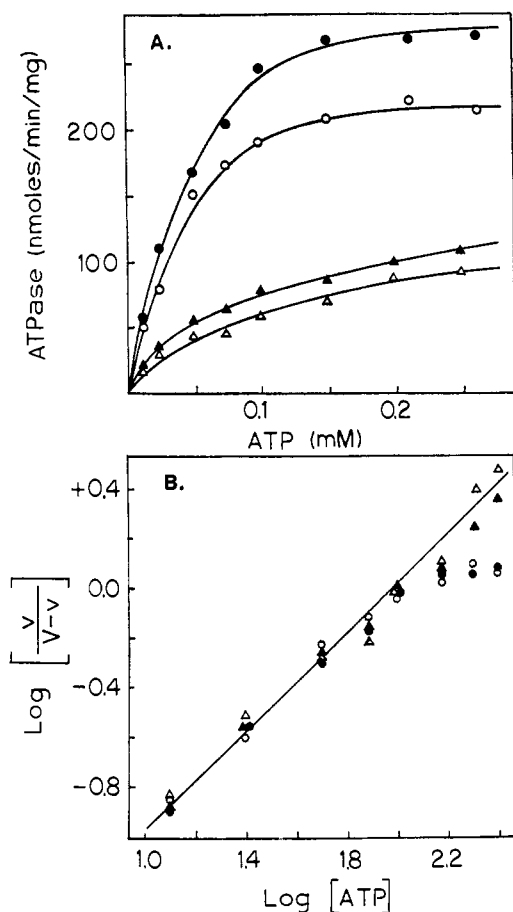 A.
200
100
ATPase (nmoles/min/mg)
0.1
0.2
ATP (mM)
B.
+0.4
0.0
-0.4
-0.8
Log [v/V-v]
1.0
1.4
1.8
2.2
Log [ATP]